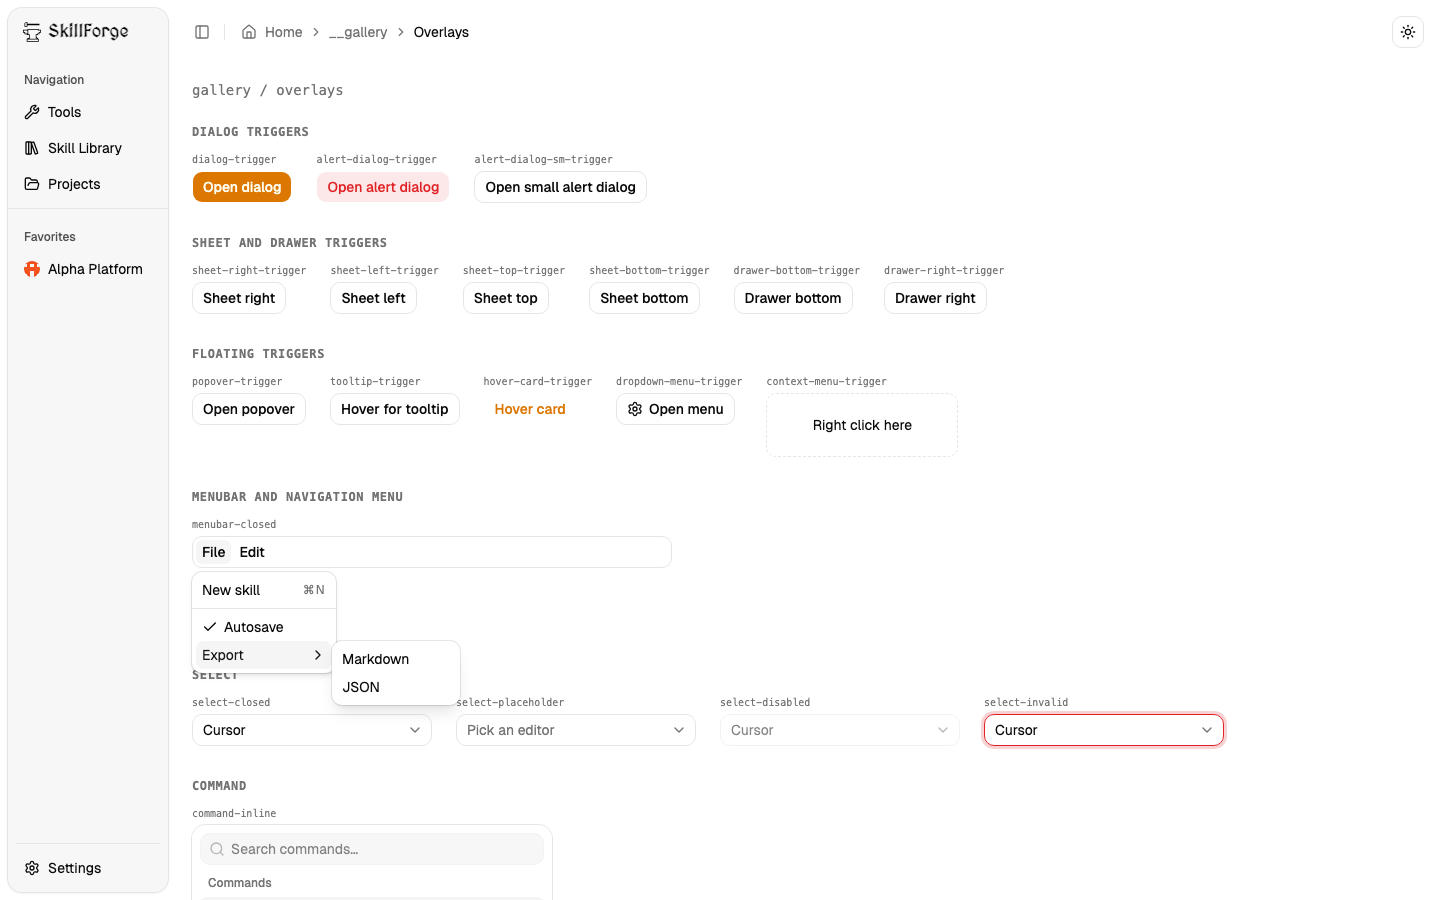 SkillForge
Navigation
Tools
Skill Library
Projects
Favorites
Alpha Platform
Settings
Home
__gallery
Overlays
gallery / overlays
DIALOG TRIGGERS
dialog-trigger
alert-dialog-trigger
alert-dialog-sm-trigger
Open dialog
Open alert dialog
Open small alert dialog
SHEET AND DRAWER TRIGGERS
sheet-right-trigger
sheet-left-trigger
sheet-top-trigger
sheet-bottom-trigger
drawer-bottom-trigger
drawer-right-trigger
Sheet right
Sheet left
Sheet top
Sheet bottom
Drawer bottom
Drawer right
FLOATING TRIGGERS
popover-trigger
tooltip-trigger
hover-card-trigger
dropdown-menu-trigger
context-menu-trigger
Open popover
Hover for tooltip
Hover card
Open menu
Right click here
MENUBAR AND NAVIGATION MENU
menubar-closed
File
Edit
New skill
⌘N
Autosave
Export
Markdown
JSON
SELECT
select-closed
select-placeholder
select-disabled
select-invalid
Cursor
Pick an editor
Cursor
Cursor
COMMAND
command-inline
Search commands…
Commands